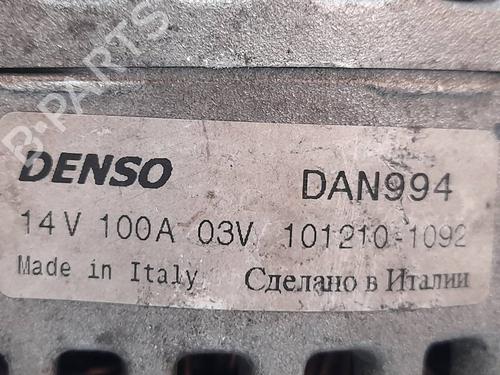 B-PARTS
DENSO DAN994
14V 100A 03V 101210-1092
Made in Italy Сделано в Италии